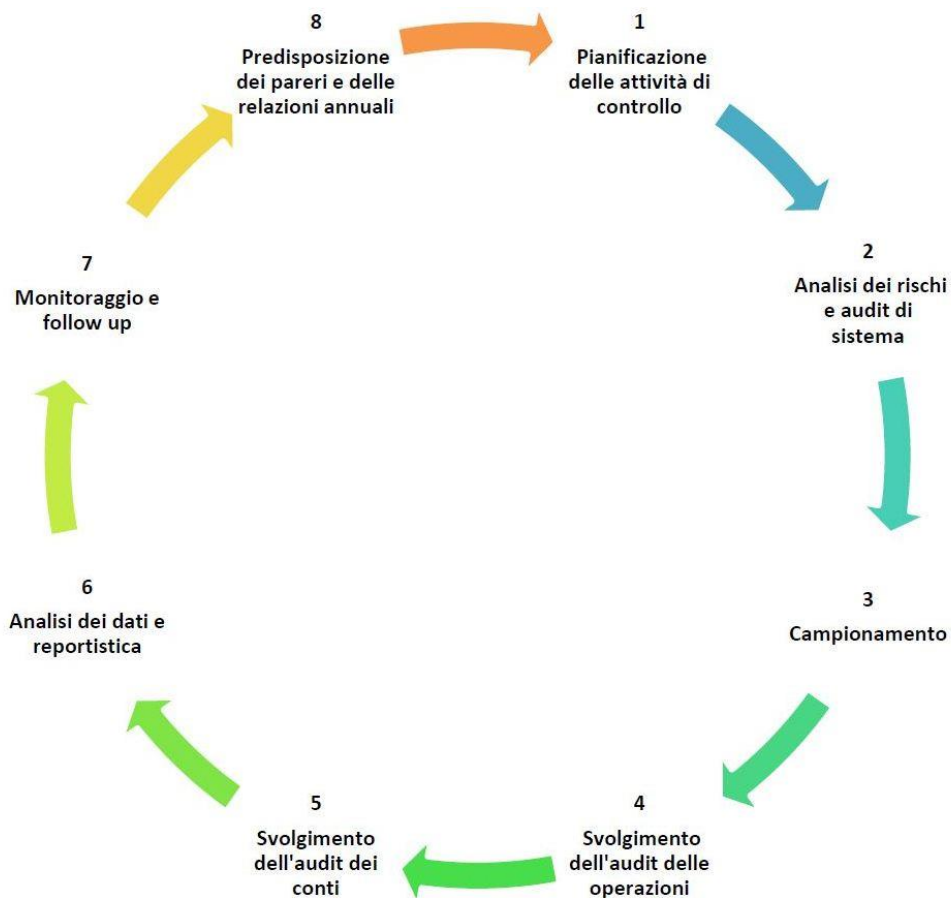 1
Pianificazione
delle attività di
controllo
2
Analisi dei rischi
e audit di
sistema
3
Campionamento
4
Svolgimento
dell'audit delle
operazioni
5
Svolgimento
dell'audit dei
conti
6
Analisi dei dati e
reportistica
7
Monitoraggio e
follow up
8
Predisposizione
dei pareri e delle
relazioni annuali